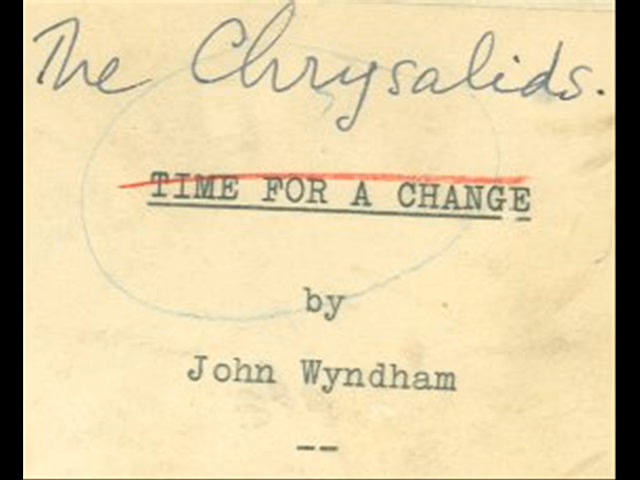 The Chrysalids.
TIME FOR A CHANGE
by
John Wyndham
--